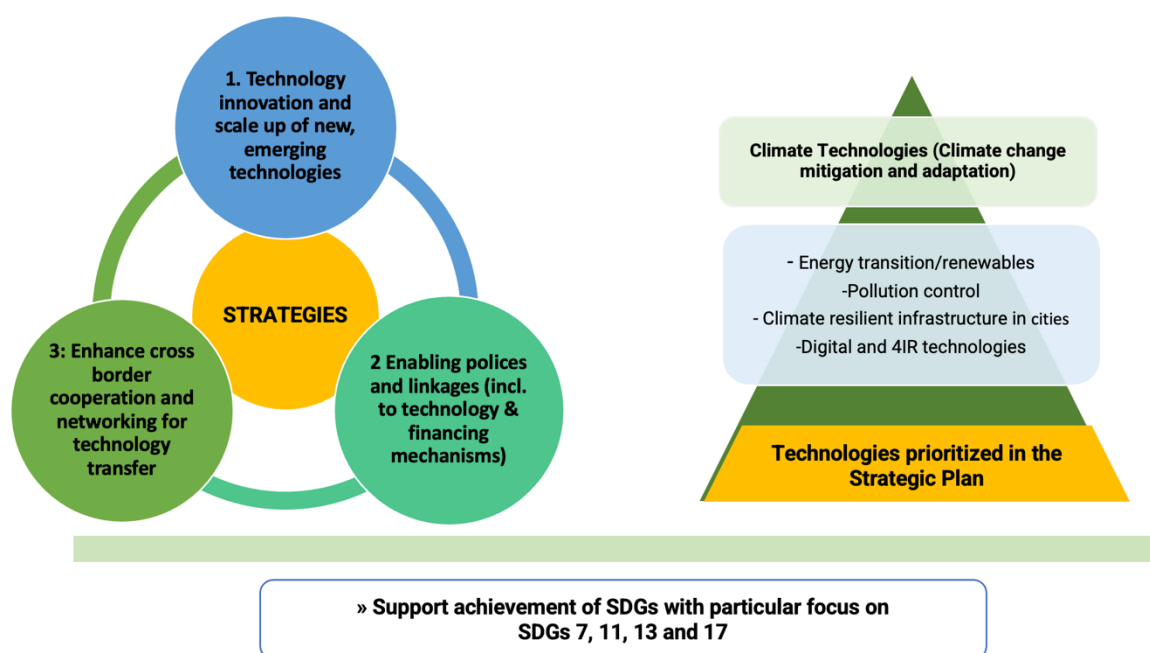 1. Technology
innovation and
scale up of new,
emerging
technologies
STRATEGIES
3: Enhance cross
border
cooperation and
networking for
technology
transfer
2 Enabling polices
and linkages (incl.
to technology &
financing
mechanisms)
Climate Technologies (Climate change
mitigation and adaptation)
- Energy transition/renewables
-Pollution control
- Climate resilient infrastructure in cities
-Digital and 4IR technologies
Technologies prioritized in the
Strategic Plan
» Support achievement of SDGs with particular focus on
SDGs 7, 11, 13 and 17